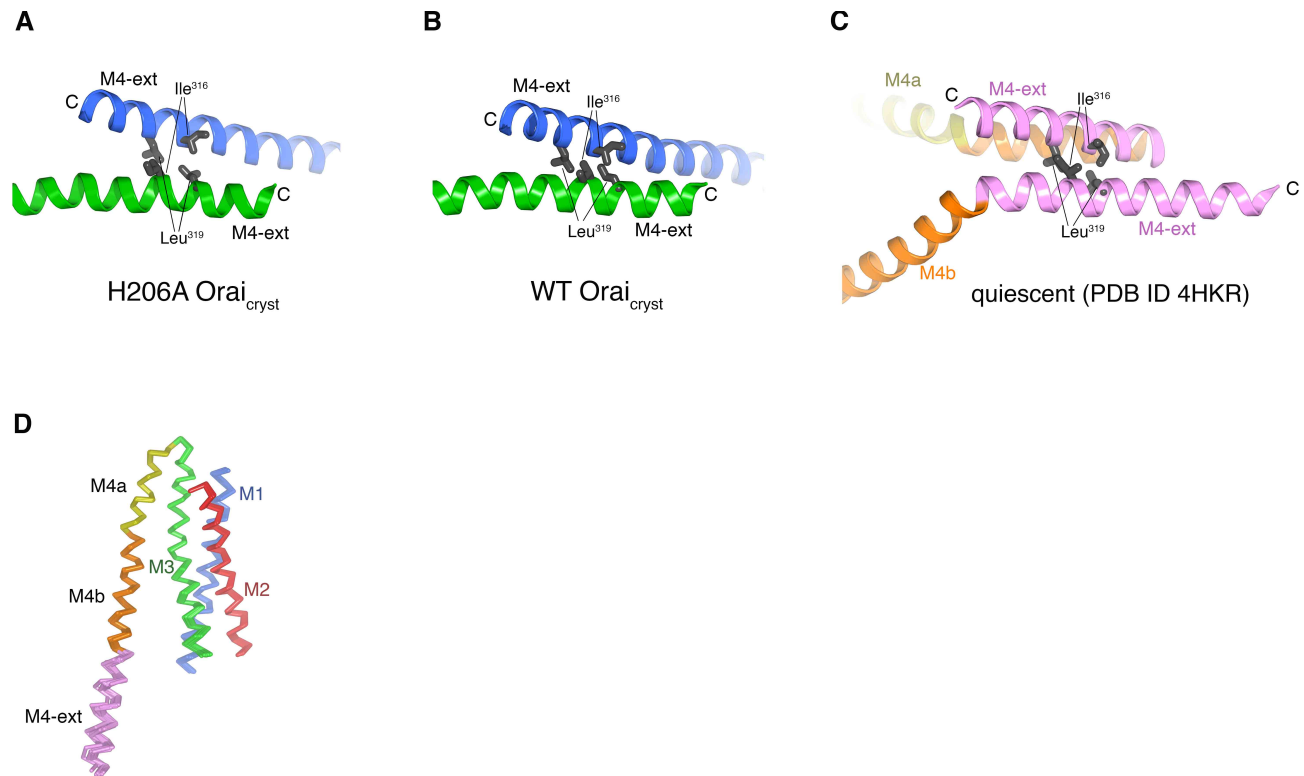 A
M4-ext
Ile316
C
C
Leu319
M4-ext
H206A Oraicryst
B
M4-ext
Ile316
C
C
Leu319
M4-ext
WT Oraicryst
C
M4a
C
M4-ext
Ile316
C
Leu319
M4-ext
M4b
quiescent (PDB ID 4HKR)
D
M4a
M1
M3
M4b
M2
M4-ext